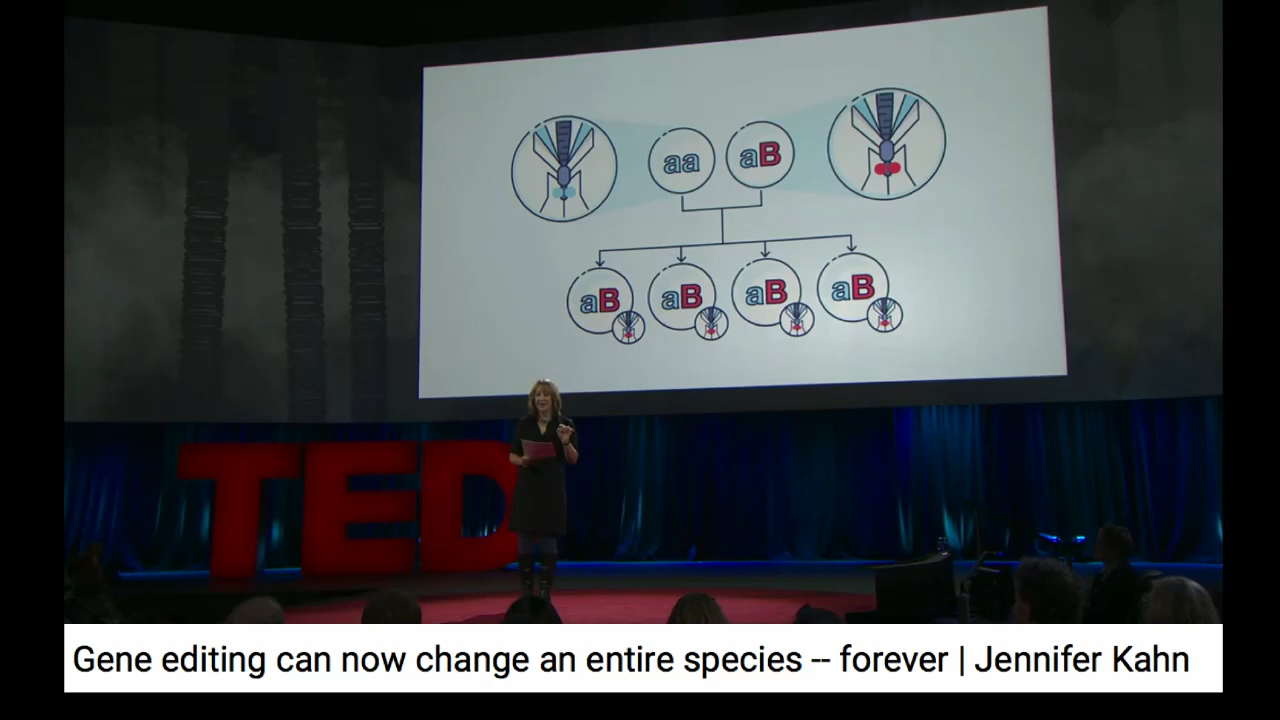 aa aB
aB aB aB aB
TED
Gene editing can now change an entire species -- forever | Jennifer Kahn